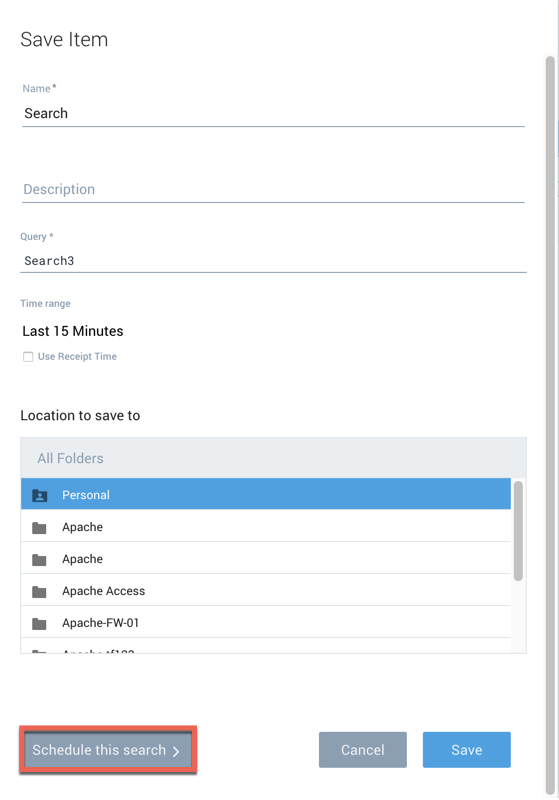 Save Item
Name*
Search
Description
Query *
Search3
Time range
Last 15 Minutes
Use Receipt Time
Location to save to
All Folders
Personal
Apache
Apache
Apache Access
Apache-FW-01
Schedule this search >
Cancel
Save